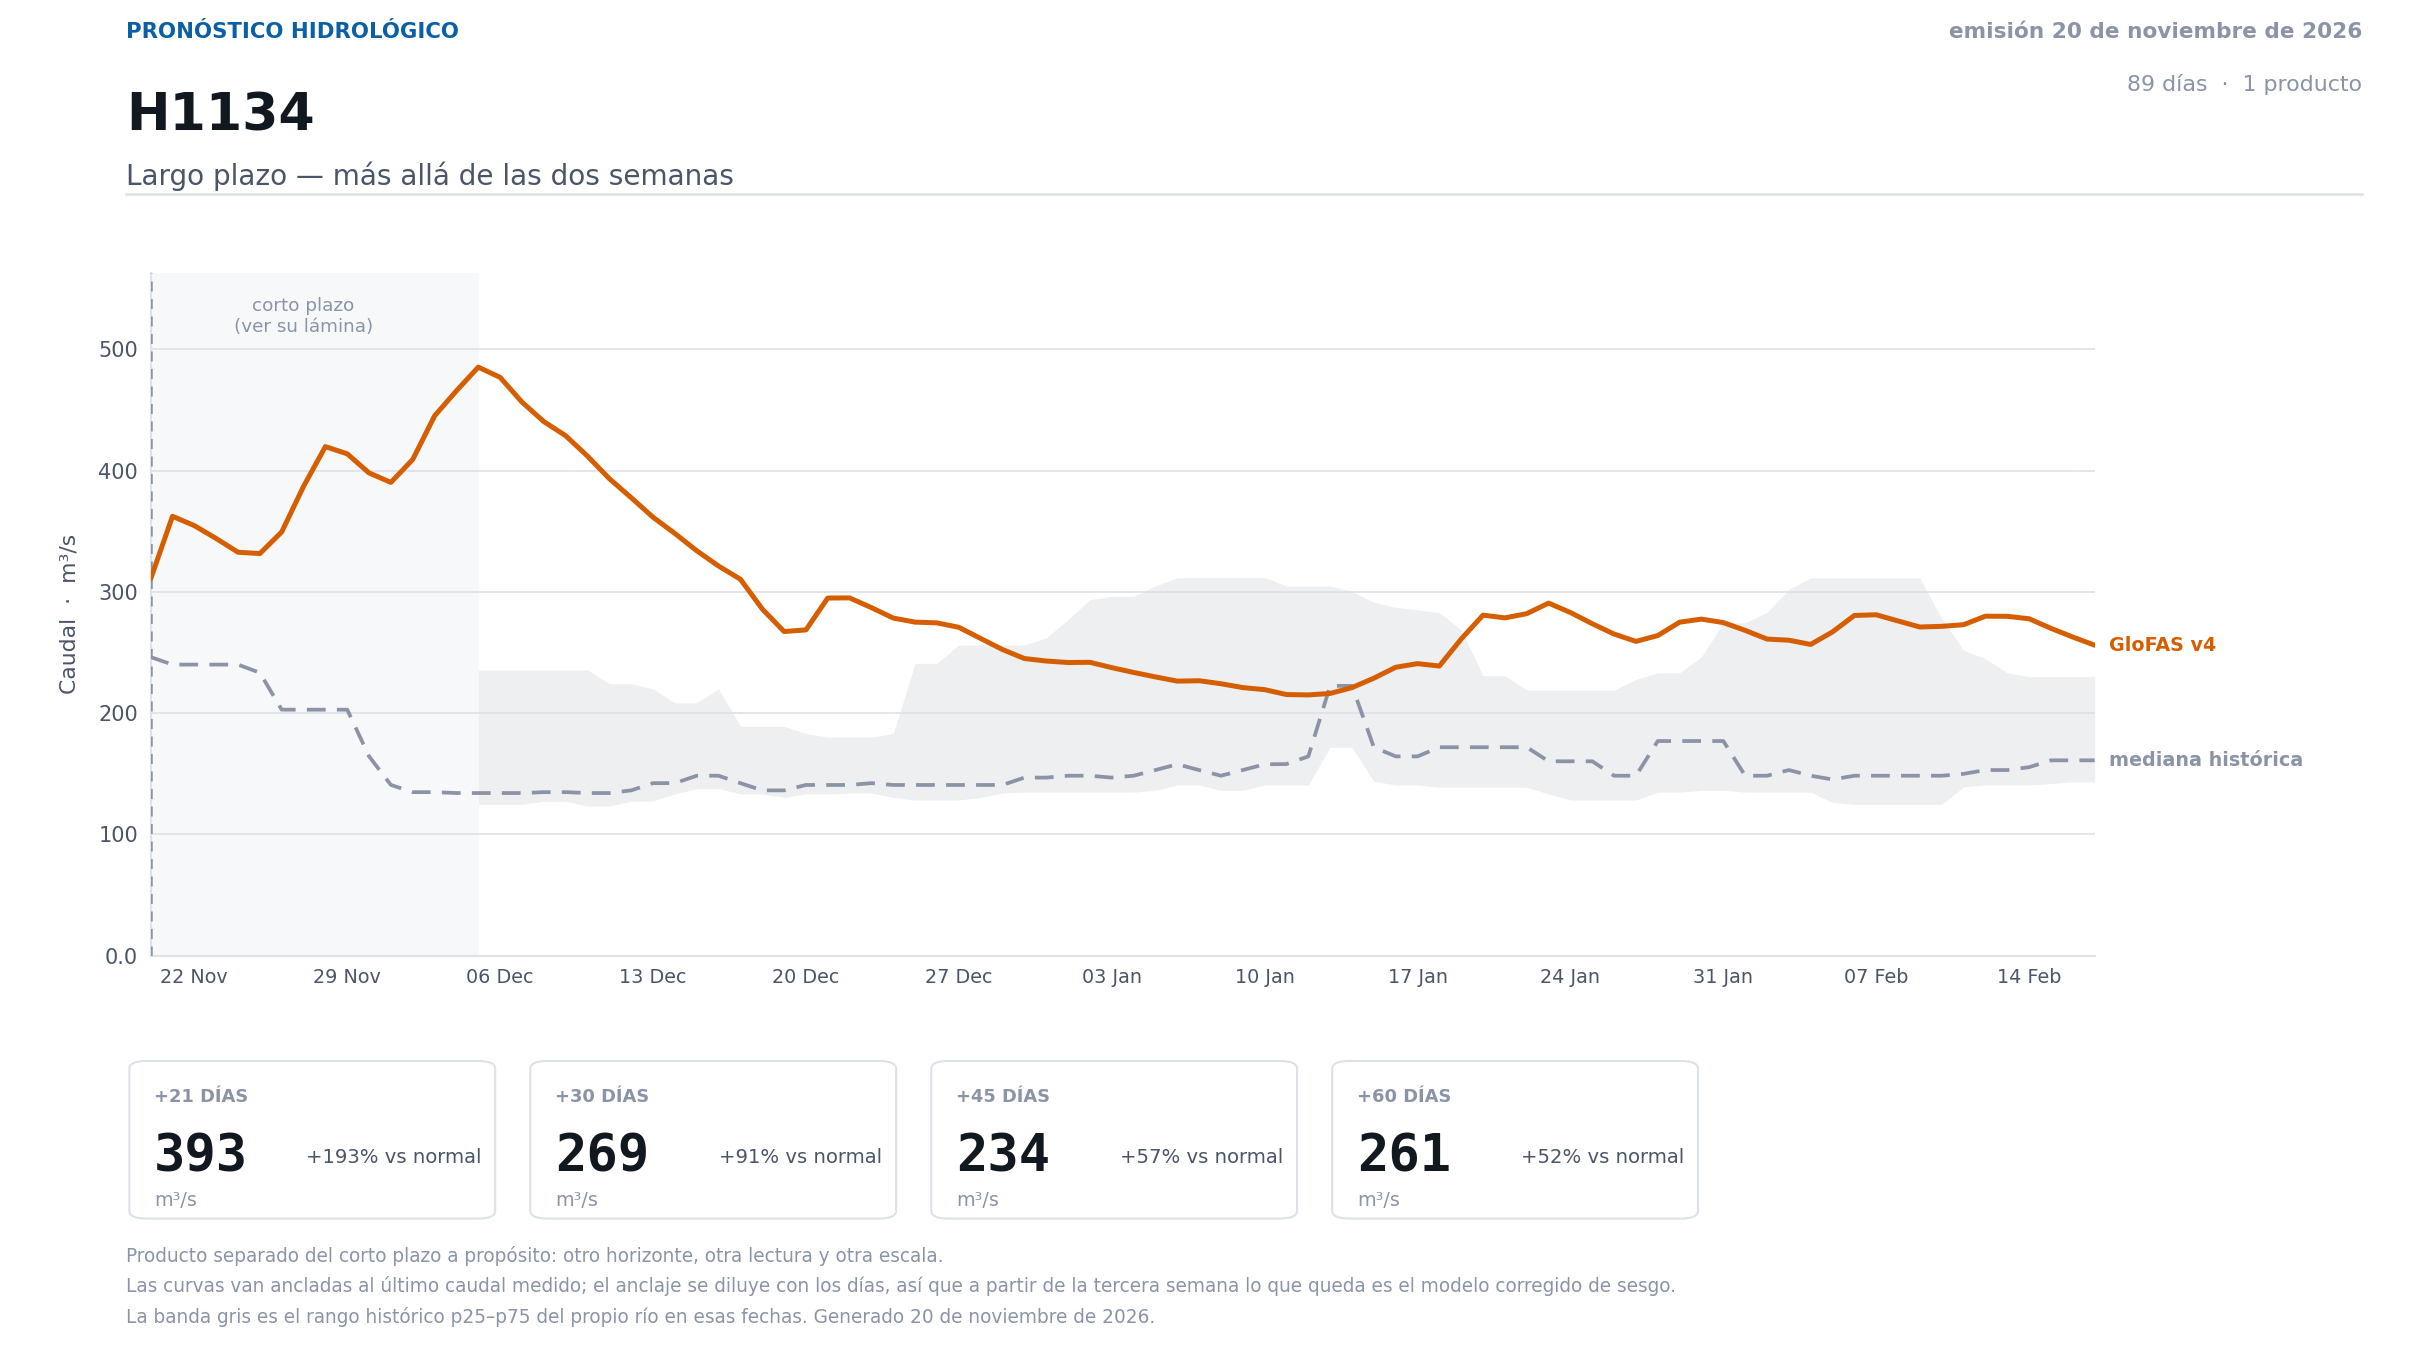 PRONÓSTICO HIDROLÓGICO
emisión 20 de noviembre de 2026
89 días · 1 producto
H1134
Largo plazo — más allá de las dos semanas
corto plazo
(ver su lámina)
Caudal · m³/s
500
400
300
200
100
0.0
GloFAS v4
mediana histórica
22 Nov
29 Nov
06 Dec
13 Dec
20 Dec
27 Dec
03 Jan
10 Jan
17 Jan
24 Jan
31 Jan
07 Feb
14 Feb
+21 DÍAS
393
+193% vs normal
m³/s
+30 DÍAS
269
+91% vs normal
m³/s
+45 DÍAS
234
+57% vs normal
m³/s
+60 DÍAS
261
+52% vs normal
m³/s
Producto separado del corto plazo a propósito: otro horizonte, otra lectura y otra escala.
Las curvas van ancladas al último caudal medido; el anclaje se diluye con los días, así que a partir de la tercera semana lo que queda es el modelo corregido de sesgo.
La banda gris es el rango histórico p25–p75 del propio río en esas fechas. Generado 20 de noviembre de 2026.